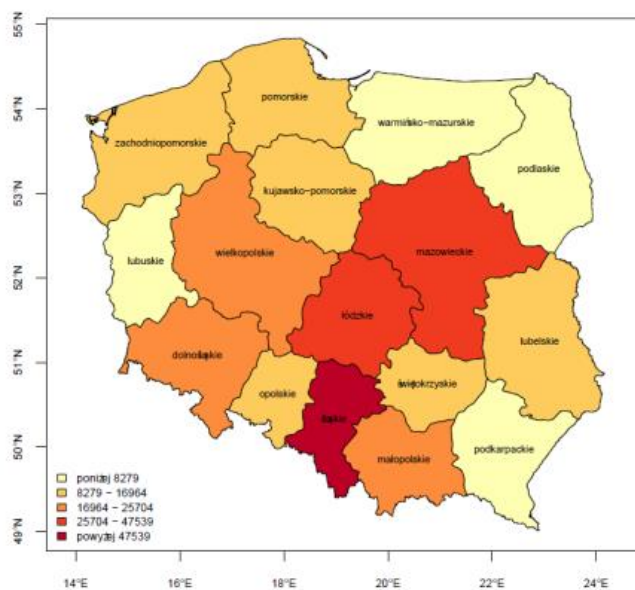 55°N
54°N
53°N
52°N
51°N
50°N
49°N
pomorskie
warmińsko-mazurskie
zachodniopomorskie
podlaskie
kujawsko-pomorskie
lubuskie
wielkopolskie
mazowieckie
łódzkie
lubelskie
dolnośląskie
opolskie
świętokrzyskie
śląskie
małopolskie
podkarpackie
poniżej 8279
8279 - 16964
16964 - 25704
25704 - 47539
powyżej 47539
14°E 16°E 18°E 20°E 22°E 24°E